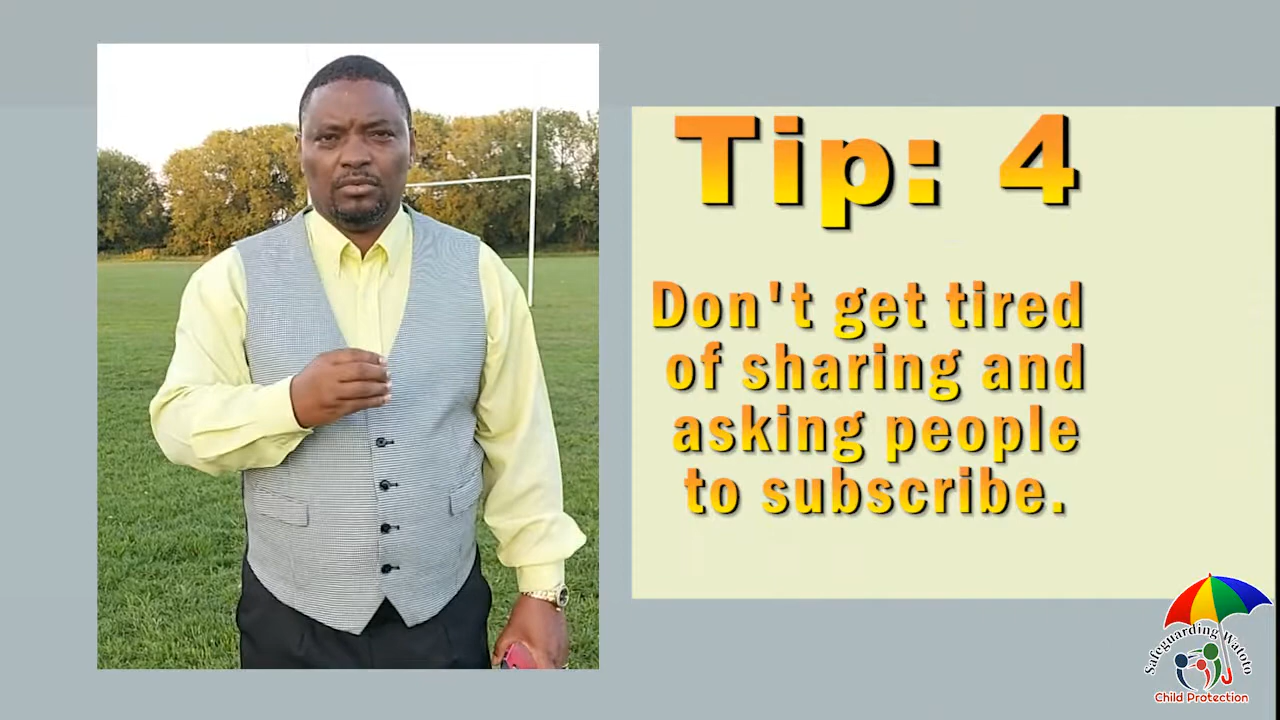 Tip: 4
Don't get tired
of sharing and
asking people
to subscribe.
Safeguarding Watoto
Child Protection